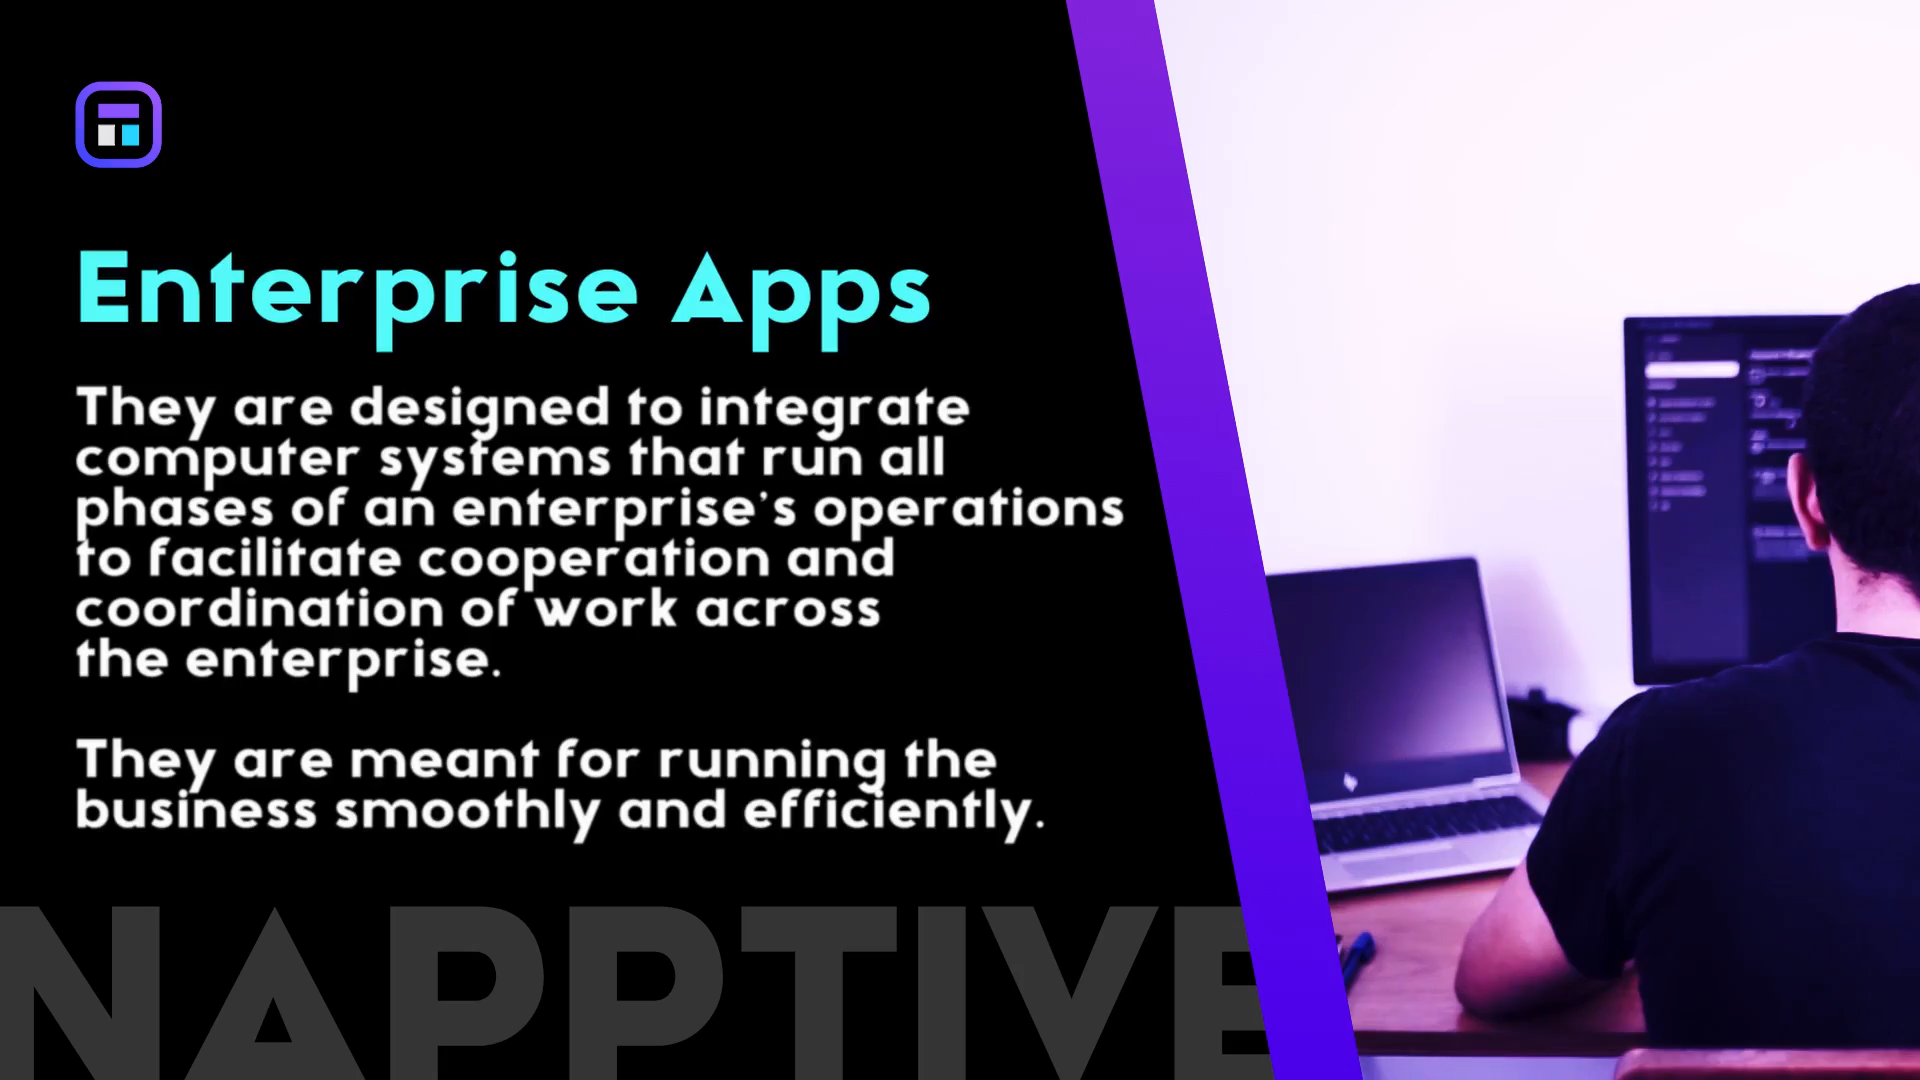 Enterprise Apps
They are designed to integrate
computer systems that run all
phases of an enterprise's operations
to facilitate cooperation and
coordination of work across
the enterprise.
They are meant for running the
business smoothly and efficiently.
NAPPTIVE